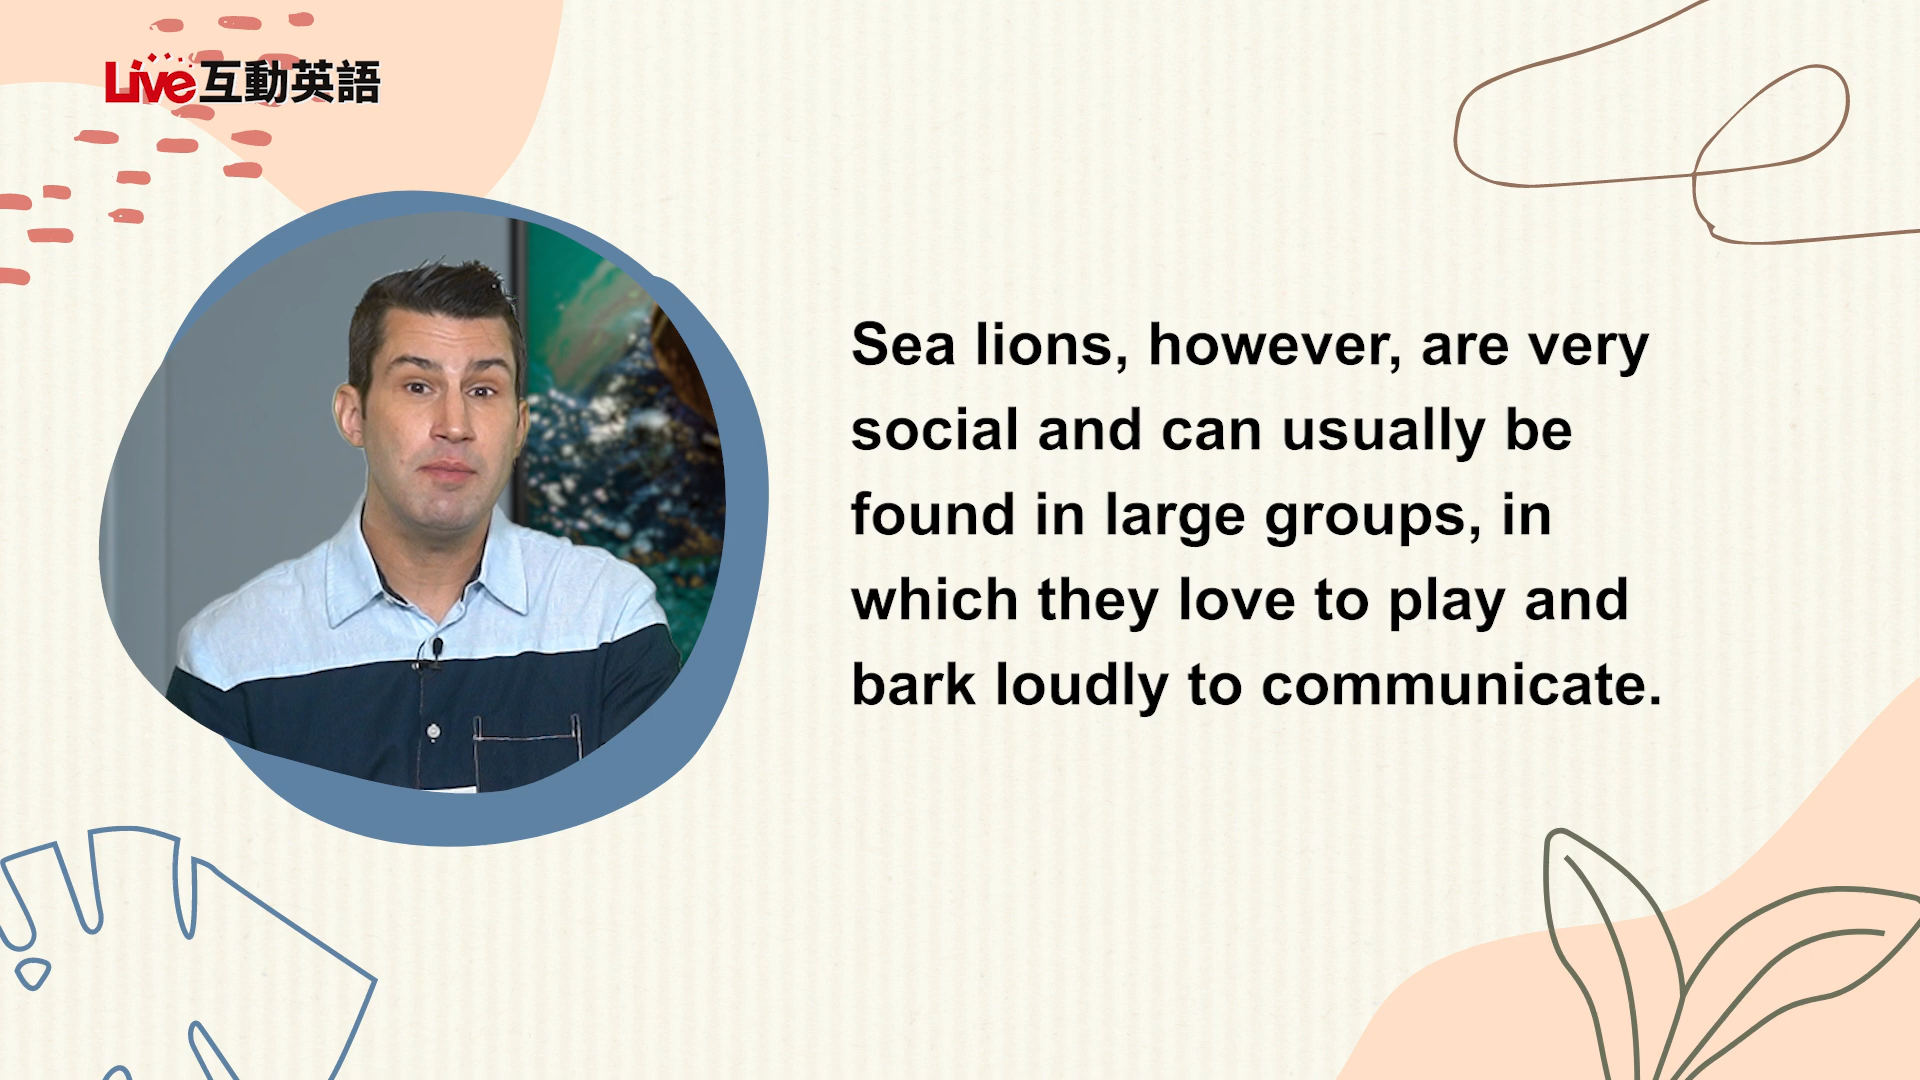 Live互動英語
Sea lions, however, are very
social and can usually be
found in large groups, in
which they love to play and
bark loudly to communicate.